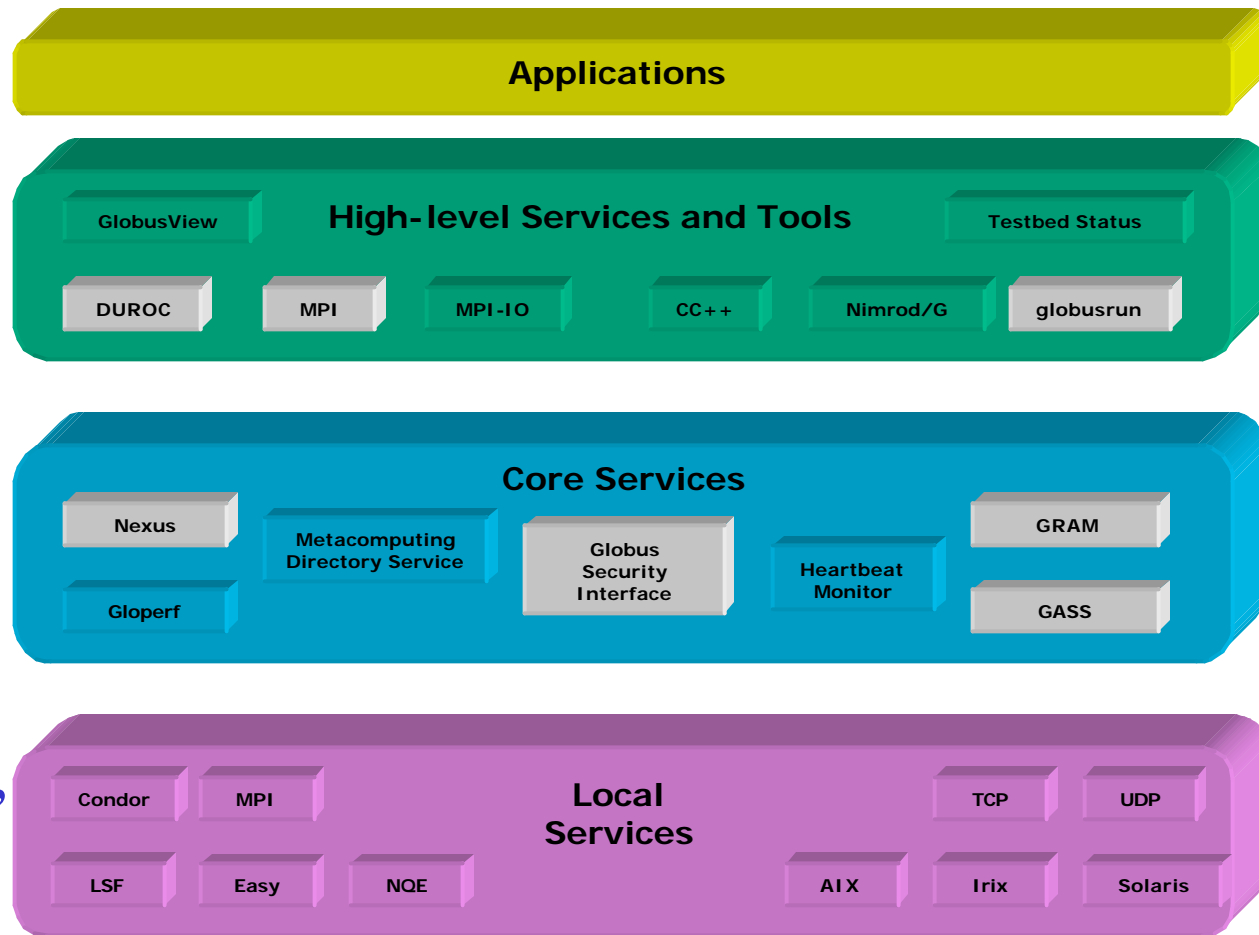 Applications
High-level Services and Tools
GlobusView
Testbed Status
DUROC
MPI
MPI-IO
CC++
Nimrod/G
globusrun
Core Services
Nexus
Metacomputing
Directory Service
Globus
Security
Interface
Heartbeat
Monitor
GRAM
Gloperf
GASS
Local
Services
Condor
MPI
TCP
UDP
LSF
Easy
NQE
AIX
Irix
Solaris
,